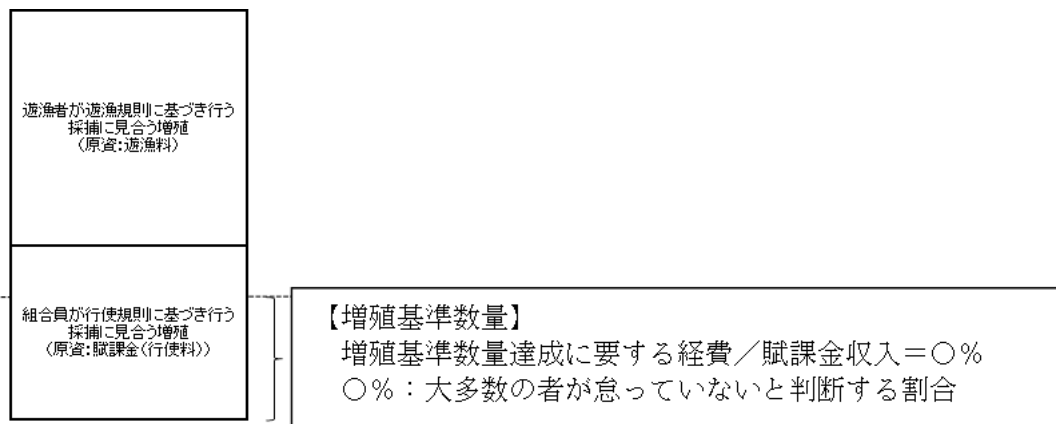 遊漁者が遊漁規則に基づき行う
採捕に見合う増殖
（原資：遊漁料）
組合員が行使規則に基づき行う
採捕に見合う増殖
（原資：賦課金（行使料））
【増殖基準数量】
増殖基準数量達成に要する経費／賦課金収入＝○％
○％：大多数の者が怠っていないと判断する割合